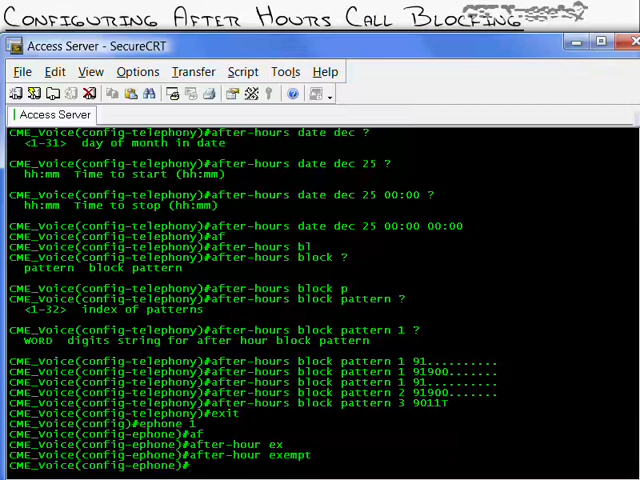 CONFIGURING AFTER HOURS CALL BLOCKING
Access Server - SecureCRT
File Edit View Options Transfer Script Tools Help
Access Server
CME_Voice(config-telephony)#after-hours date dec ?
<1-31> day of month in date
CME_Voice(config-telephony)#after-hours date dec 25 ?
hh:mm Time to start (hh:mm)
CME_Voice(config-telephony)#after-hours date dec 25 00:00 ?
hh:mm Time to stop (hh:mm)
CME_Voice(config-telephony)#after-hours date dec 25 00:00 00:00
CME_Voice(config-telephony)#af
CME_Voice(config-telephony)#after-hours bl
CME_Voice(config-telephony)#after-hours block ?
pattern block pattern
CME_Voice(config-telephony)#after-hours block p
CME_Voice(config-telephony)#after-hours block pattern ?
<1-32> index of patterns
CME_Voice(config-telephony)#after-hours block pattern 1 ?
WORD digits string for after hour block pattern
CME_Voice(config-telephony)#after-hours block pattern 1 91..........
CME_Voice(config-telephony)#after-hours block pattern 1 91900.......
CME_Voice(config-telephony)#after-hours block pattern 1 91..........
CME_Voice(config-telephony)#after-hours block pattern 2 91900.......
CME_Voice(config-telephony)#after-hours block pattern 3 9011T
CME_Voice(config-telephony)#exit
CME_Voice(config)#ephone 1
CME_Voice(config-ephone)#af
CME_Voice(config-ephone)#after-hour ex
CME_Voice(config-ephone)#after-hour exempt
CME_Voice(config-ephone)#